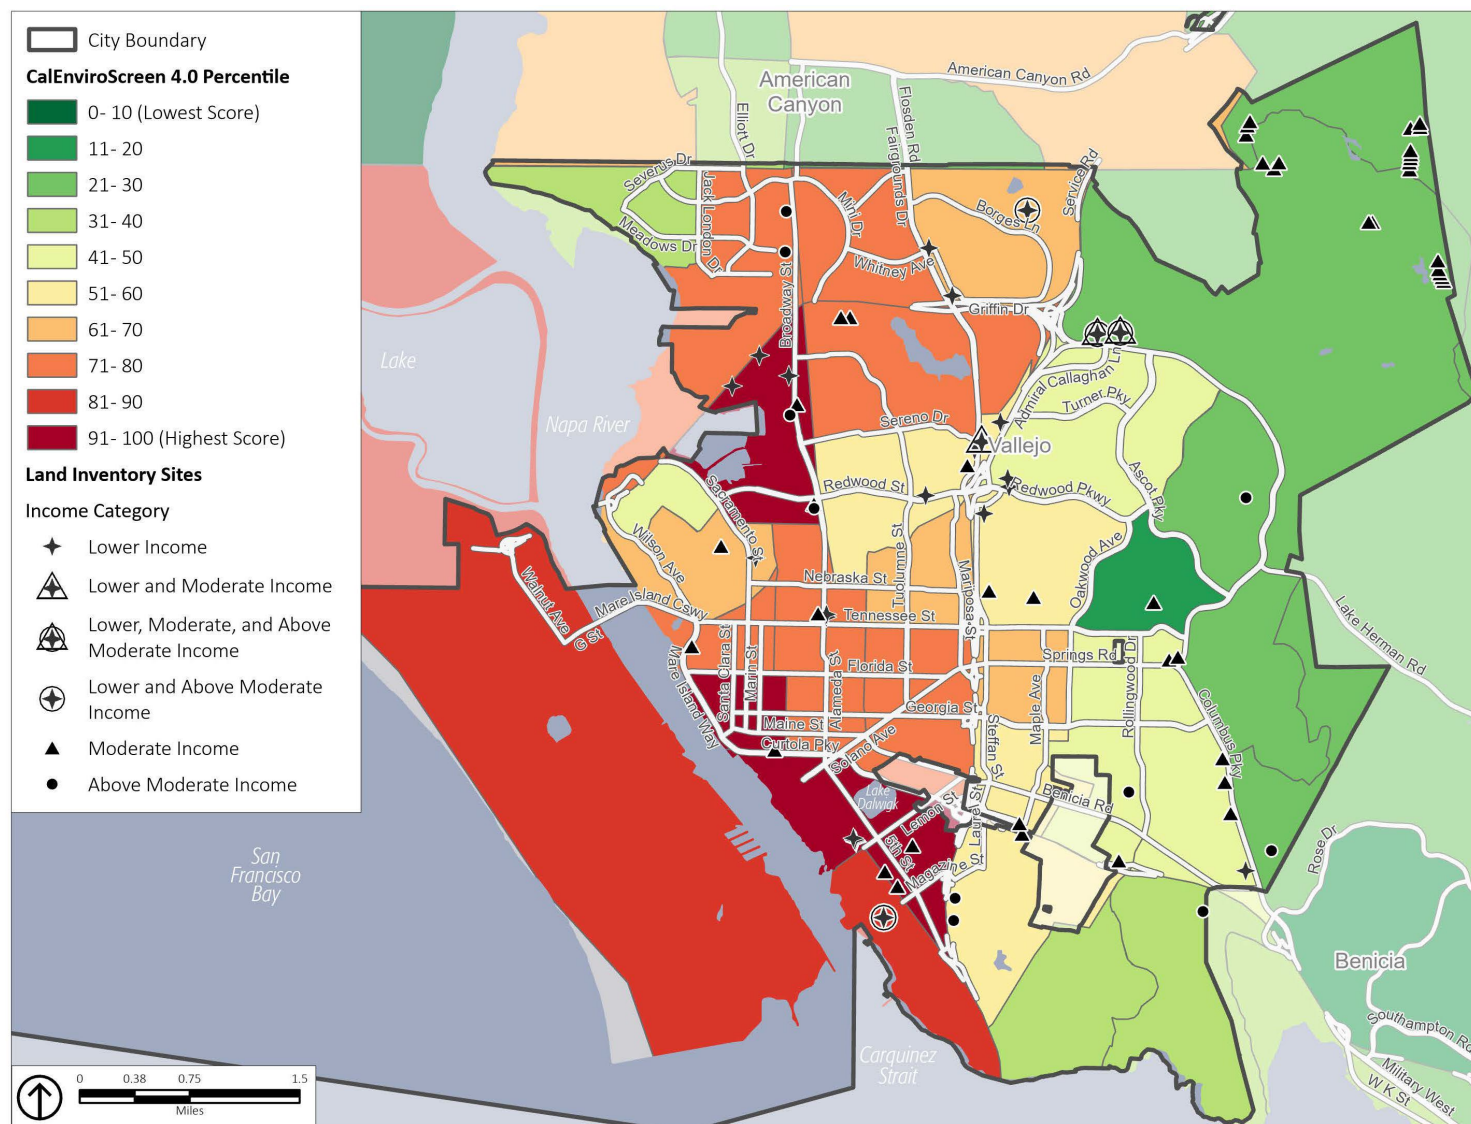 City Boundary
CalEnviroScreen 4.0 Percentile
0- 10 (Lowest Score)
11- 20
21- 30
31- 40
41- 50
51- 60
61- 70
71- 80
81- 90
91- 100 (Highest Score)
Land Inventory Sites
Income Category
Lower Income
Lower and Moderate Income
Lower, Moderate, and Above
Moderate Income
Lower and Above Moderate
Income
Moderate Income
Above Moderate Income
American
Canyon
American Canyon Rd
Elliott Dr
Flosden Rd
Fairgrounds Dr
Service Rd
Severus Dr
Jack London Dr
Mini Dr
Borges Ln
Meadows Dr
Whitney Ave
Broadway St
Griffin Dr
Lake
Napa River
Admiral Callaghan Ln
Turner Pky
Sereno Dr
Vallejo
Ascot Pky
Redwood St
Redwood Pkwy
Sacramento St
Wilson Ave
Tuolumne St
Mariposa St
Oakwood Ave
Nebraska St
Walnut Ave
Mare Island Cswy
G St
Tennessee St
Lake Herman Rd
Springs Rd
Rollingwood Dr
Florida St
Santa Clara St
Marin St
Alameda St
Mare Island Way
Maple Ave
Columbus Pky
Georgia St
Maine St
Steffan St
Curtola Pky
Solano Ave
Lake
Dalwigk
Lemon St
Laurel St
Benicia Rd
5th St
Magazine St
Rose Dr
San
Francisco
Bay
Benicia
Southampton Rd
Military West
W K St
Carquinez
Strait
0 0.38 0.75 1.5
Miles